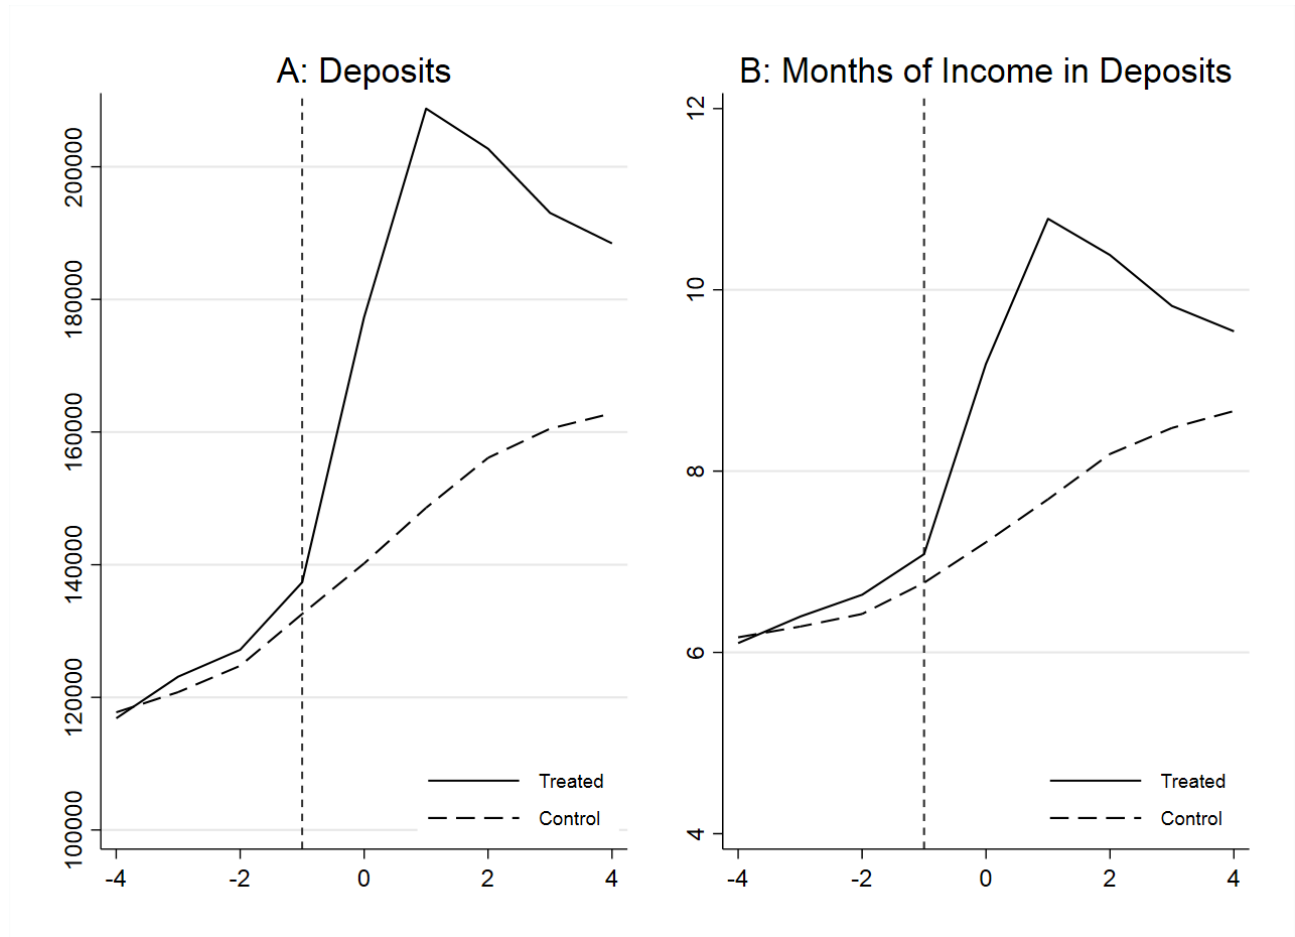 A: Deposits
200000
180000
160000
140000
120000
100000
-4 -2 0 2 4
Treated
Control
B: Months of Income in Deposits
12
10
8
6
4
-4 -2 0 2 4
Treated
Control